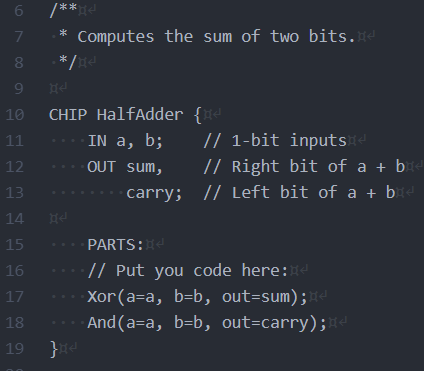 6 /**
7  * Computes the sum of two bits.
8  */
9
10 CHIP HalfAdder {
11     IN a, b;    // 1-bit inputs
12     OUT sum,    // Right bit of a + b
13         carry;  // Left bit of a + b
14
15     PARTS:
16     // Put you code here:
17     Xor(a=a, b=b, out=sum);
18     And(a=a, b=b, out=carry);
19 }